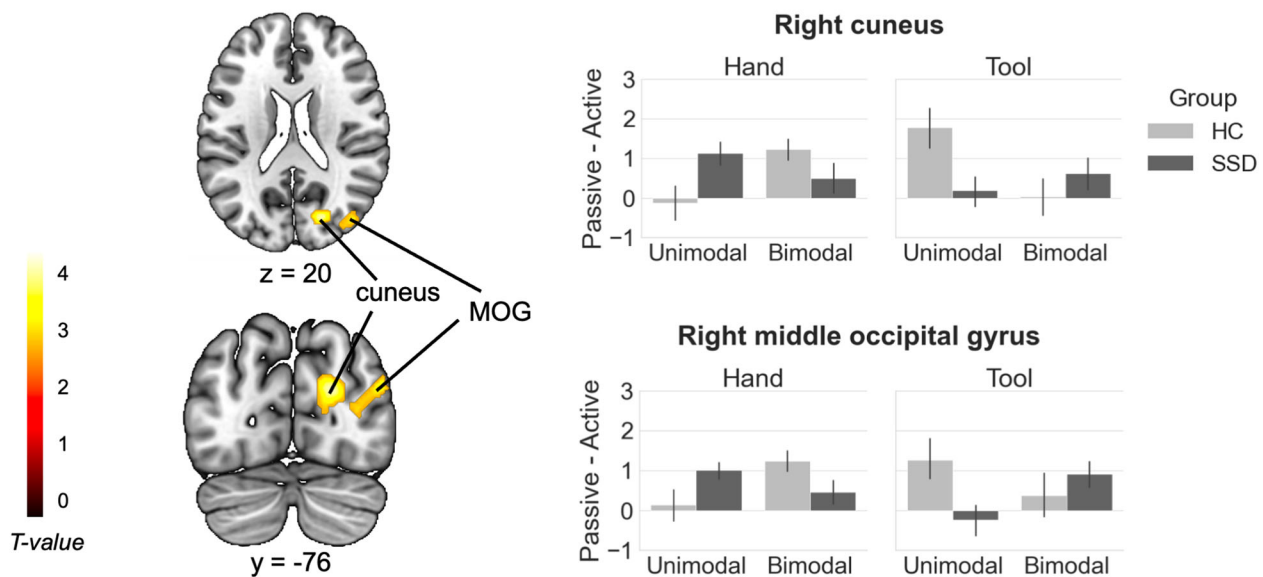 z = 20
cuneus
MOG
4
3
2
1
0
T-value
y = -76
Right cuneus
Hand
Tool
Passive - Active
3
2
1
0
−1
Unimodal Bimodal
Unimodal Bimodal
Group
HC
SSD
Right middle occipital gyrus
Hand
Tool
Passive - Active
3
2
1
0
−1
Unimodal Bimodal
Unimodal Bimodal